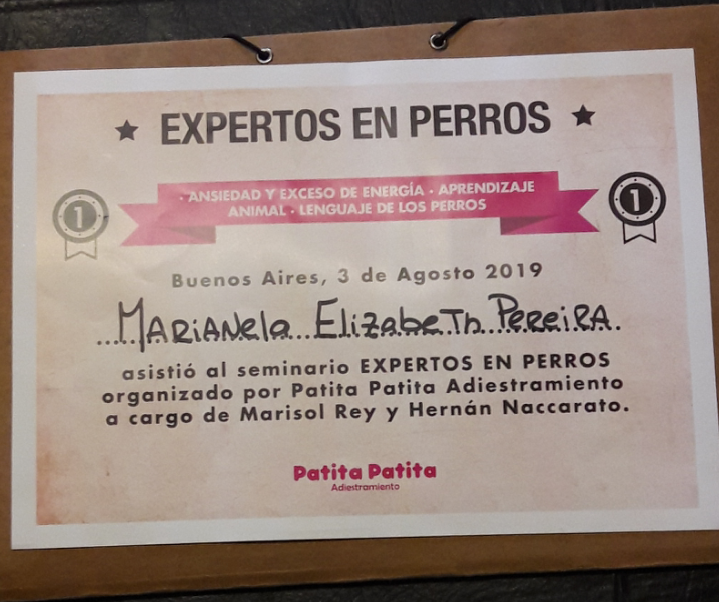 EXPERTOS EN PERROS
· ANSIEDAD Y EXCESO DE ENERGÍA · APRENDIZAJE
ANIMAL · LENGUAJE DE LOS PERROS
1
1
Buenos Aires, 3 de Agosto 2019
MARIANela ElizabeTh PeReiRA.
asistió al seminario EXPERTOS EN PERROS
organizado por Patita Patita Adiestramiento
a cargo de Marisol Rey y Hernán Naccarato.
Patita Patita
Adiestramiento